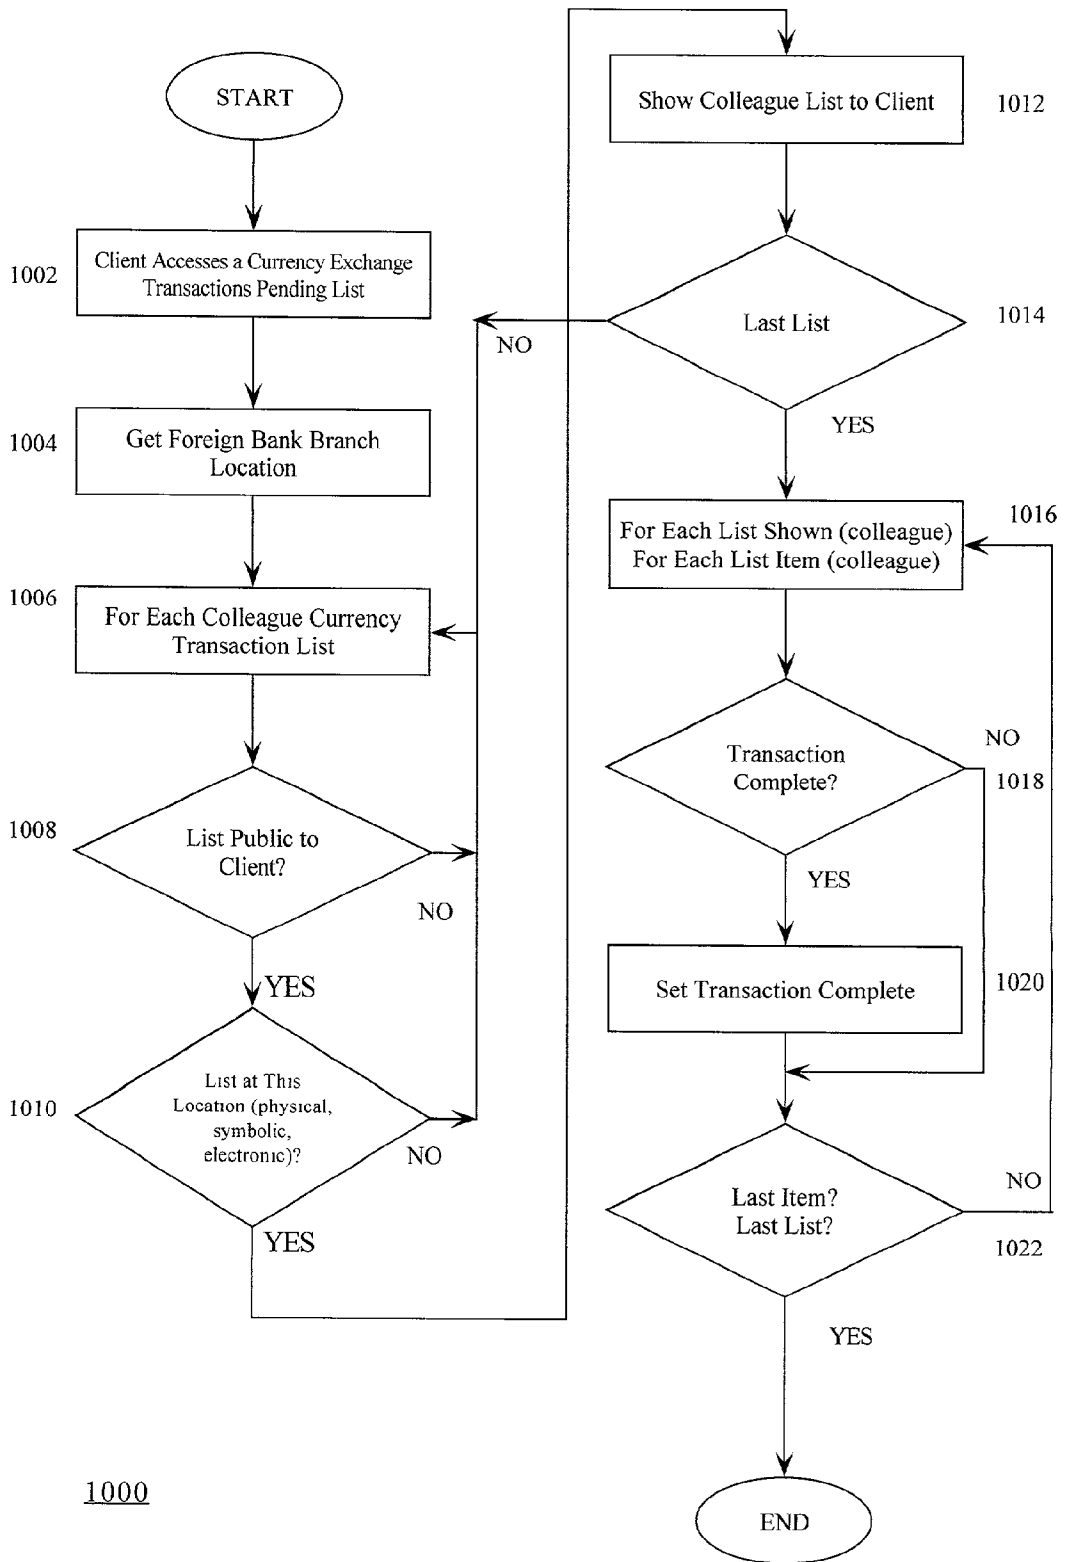 START
1002
Client Accesses a Currency Exchange
Transactions Pending List
1004
Get Foreign Bank Branch
Location
1006
For Each Colleague Currency
Transaction List
1008
List Public to
Client?
NO
YES
1010
List at This
Location (physical,
symbolic,
electronic)?
NO
YES
1000
Show Colleague List to Client
1012
Last List
1014
NO
YES
1016
For Each List Shown (colleague)
For Each List Item (colleague)
Transaction
Complete?
NO
1018
YES
Set Transaction Complete
1020
Last Item?
Last List?
NO
1022
YES
END